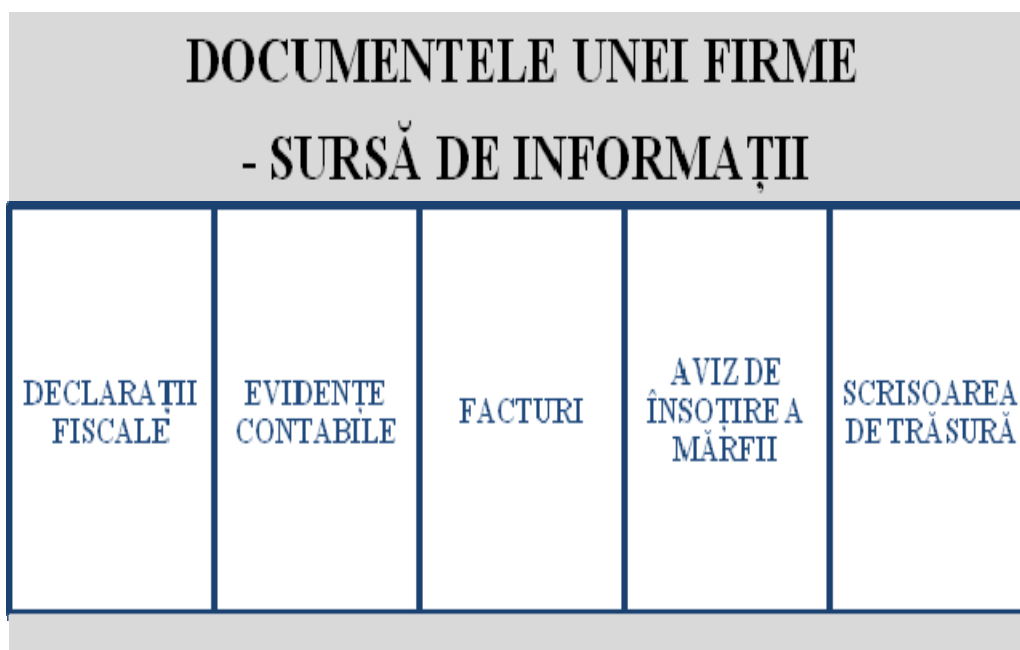 DOCUMENTELE UNEI FIRME
- SURSĂ DE INFORMAȚII
DECLARAȚII
FISCALE
EVIDENȚE
CONTABILE
FACTURI
AVIZ DE
ÎNSOȚIRE A
MĂRFII
SCRISOAREA
DE TRĂSURĂ